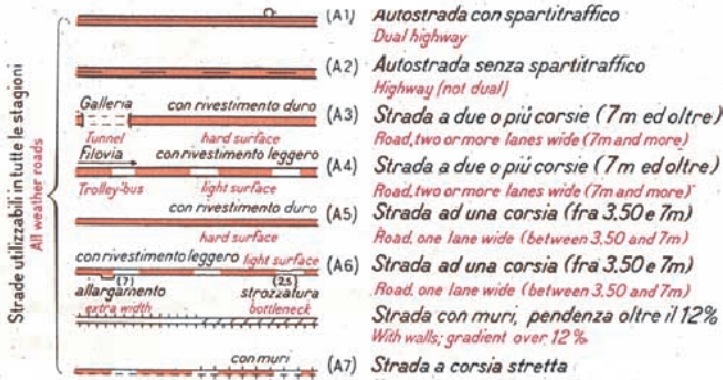 Strade utilizzabili in tutte le stagioni
All weather roads
(A1) Autostrada con spartitraffico
Dual highway
(A2) Autostrada senza spartitraffico
Highway (not dual)
Galleria con rivestimento duro (A3) Strada a due o più corsie (7m ed oltre)
Tunnel hard surface Road, two or more lanes wide (7m and more)
Filovia con rivestimento leggero (A4) Strada a due o più corsie (7m ed oltre)
Trolley-bus light surface Road, two or more lanes wide (7m and more)
con rivestimento duro (A5) Strada ad una corsia (fra 3.50 e 7m)
hard surface Road, one lane wide (between 3.50 and 7m)
con rivestimento leggero light surface (A6) Strada ad una corsia (fra 3.50 e 7m)
(7) (2.5)
allargamento strozzatura Road, one lane wide (between 3,50 and 7m)
extra width bottleneck Strada con muri, pendenza oltre il 12%
With walls; gradient over 12%
con muri (A7) Strada a corsia stretta